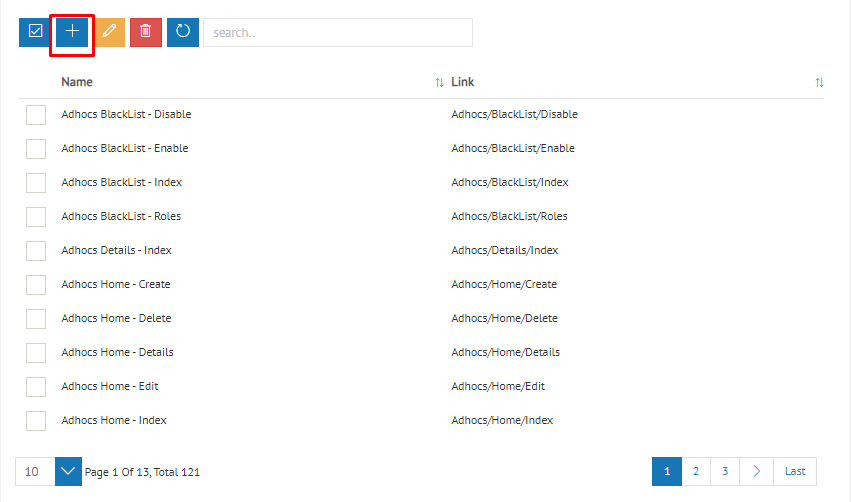 search..
Name Link
Adhocs BlackList - Disable Adhocs/BlackList/Disable
Adhocs BlackList - Enable Adhocs/BlackList/Enable
Adhocs BlackList - Index Adhocs/BlackList/Index
Adhocs BlackList - Roles Adhocs/BlackList/Roles
Adhocs Details - Index Adhocs/Details/Index
Adhocs Home - Create Adhocs/Home/Create
Adhocs Home - Delete Adhocs/Home/Delete
Adhocs Home - Details Adhocs/Home/Details
Adhocs Home - Edit Adhocs/Home/Edit
Adhocs Home - Index Adhocs/Home/Index
10 Page 1 Of 13, Total 121 1 2 3 Last